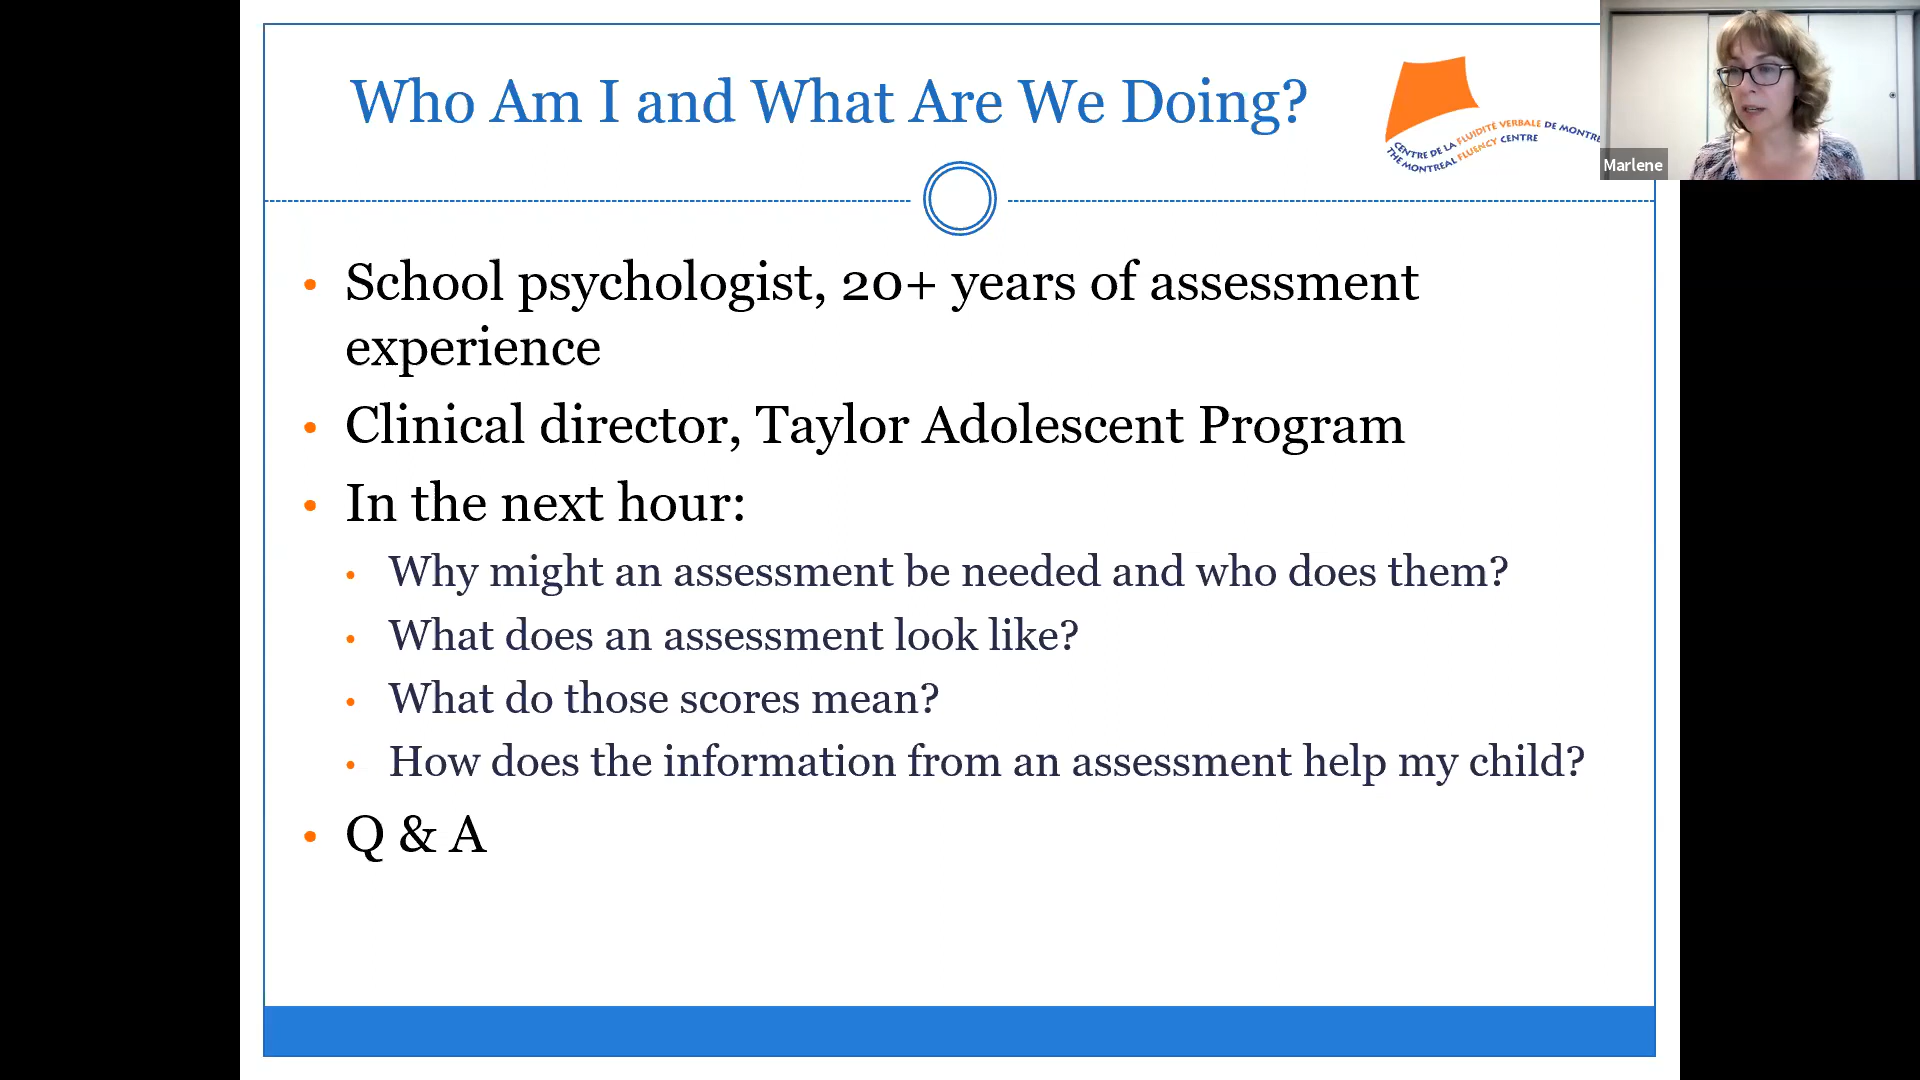 Who Am I and What Are We Doing?
CENTRE DE LA FLUIDITÉ VERBALE DE MONTRÉ
THE MONTREAL FLUENCY CENTRE
Marlene
• School psychologist, 20+ years of assessment
experience
• Clinical director, Taylor Adolescent Program
• In the next hour:
• Why might an assessment be needed and who does them?
• What does an assessment look like?
• What do those scores mean?
• How does the information from an assessment help my child?
• Q & A